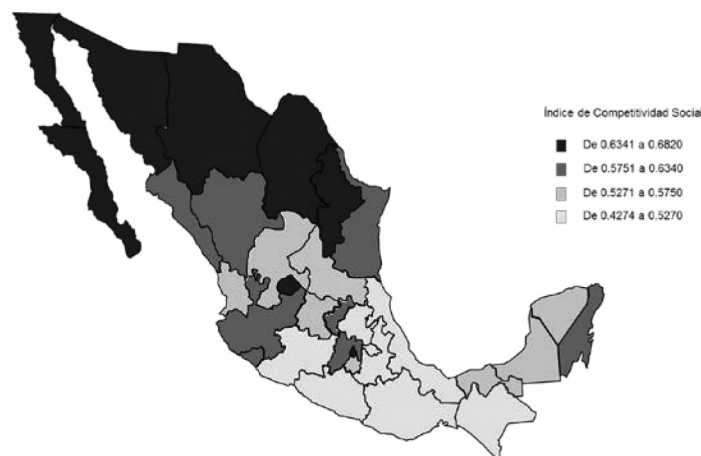 Índice de Competitividad Social
De 0.6341 a 0.6820
De 0.5751 a 0.6340
De 0.5271 a 0.5750
De 0.4274 a 0.5270